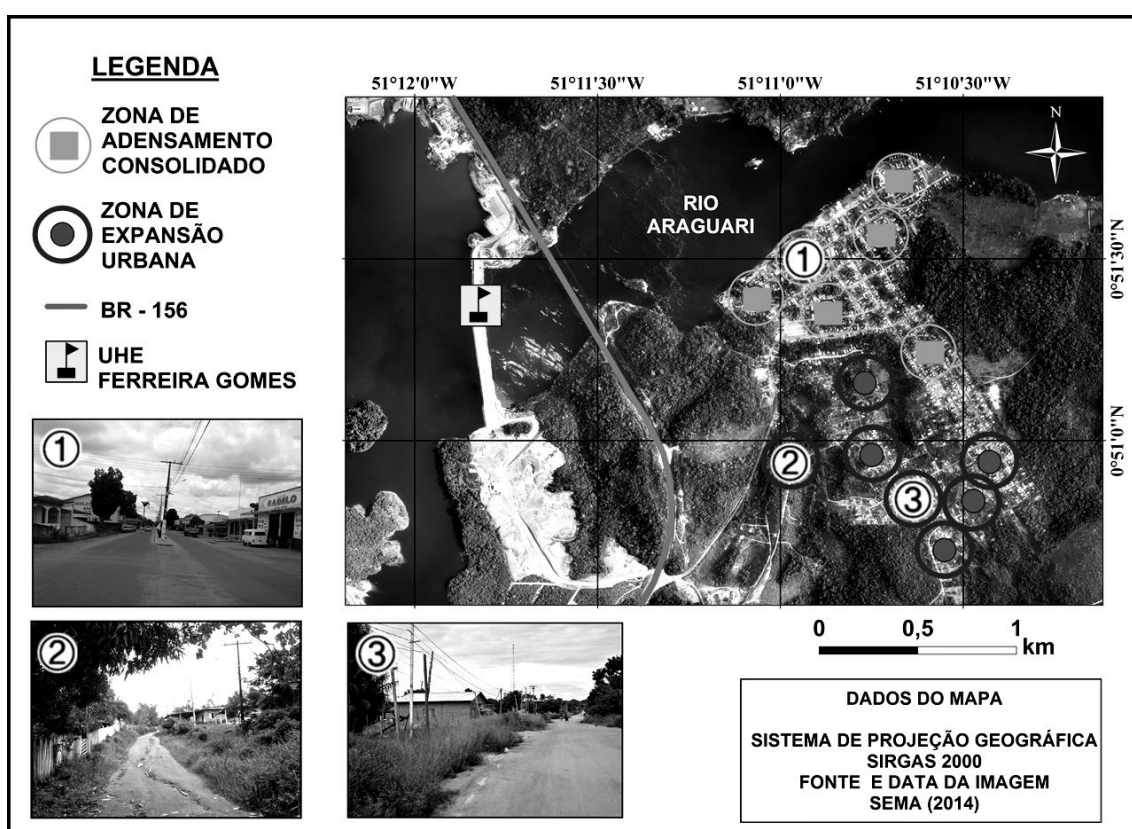 LEGENDA
ZONA DE
ADENSAMENTO
CONSOLIDADO
ZONA DE
EXPANSÃO
URBANA
BR - 156
UHE
FERREIRA GOMES
51°12'0"W
51°11'30"W
51°11'0"W
51°10'30"W
N
RIO
ARAGUARI
1
2
3
0°51'30"N
0°51'0"N
1
RABELO
2
3
0
0,5
1
km
DADOS DO MAPA
SISTEMA DE PROJEÇÃO GEOGRÁFICA
SIRGAS 2000
FONTE E DATA DA IMAGEM
SEMA (2014)